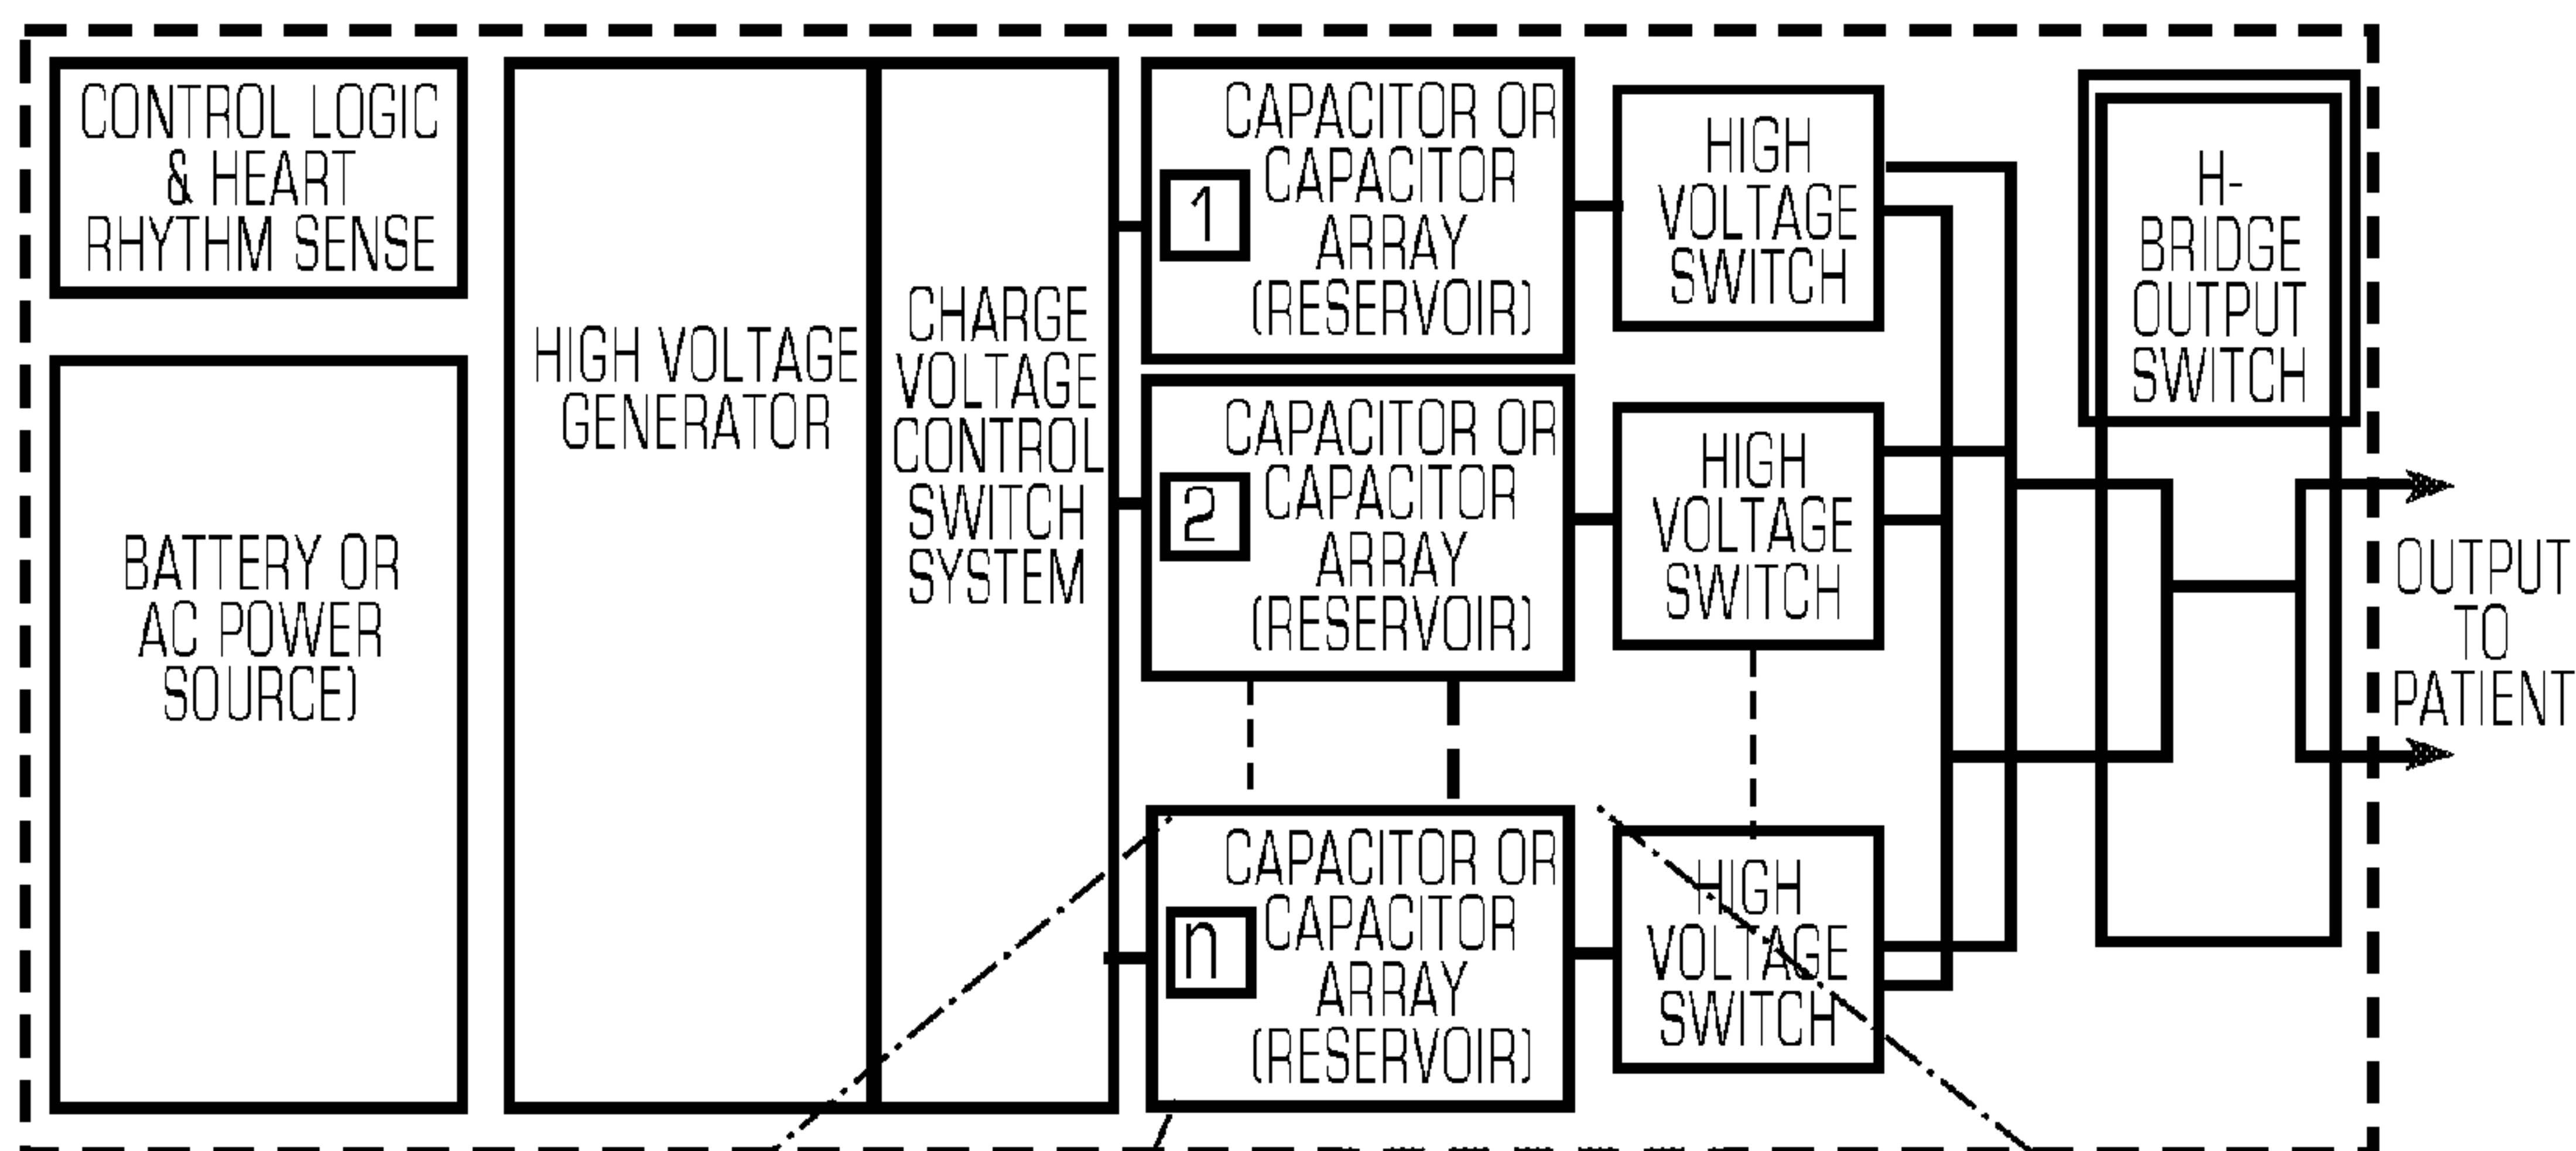 CONTROL LOGIC
& HEART
RHYTHM SENSE
BATTERY OR
AC POWER
SOURCE)
HIGH VOLTAGE
GENERATOR
CHARGE
VOLTAGE
CONTROL
SWITCH
SYSTEM
1
CAPACITOR OR
CAPACITOR
ARRAY
(RESERVOIR)
HIGH
VOLTAGE
SWITCH
2
CAPACITOR OR
CAPACITOR
ARRAY
(RESERVOIR)
HIGH
VOLTAGE
SWITCH
n
CAPACITOR OR
CAPACITOR
ARRAY
(RESERVOIR)
HIGH
VOLTAGE
SWITCH
H-
BRIDGE
OUTPUT
SWITCH
OUTPUT
TO
PATIENT